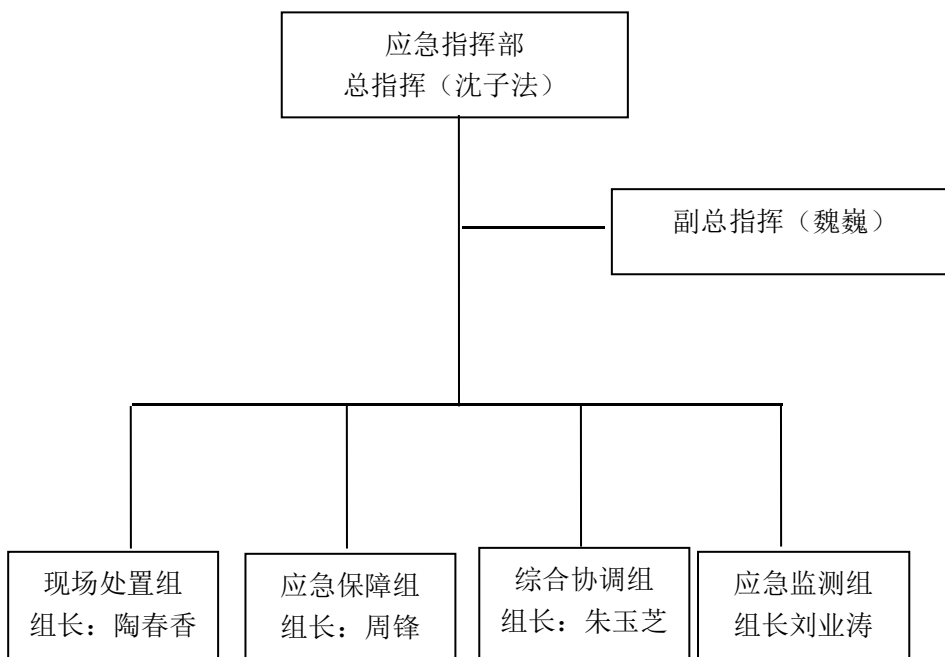 应急指挥部
总指挥（沈子法）
副总指挥（魏巍）
现场处置组
组长：陶春香
应急保障组
组长：周锋
综合协调组
组长：朱玉芝
应急监测组
组长刘业涛